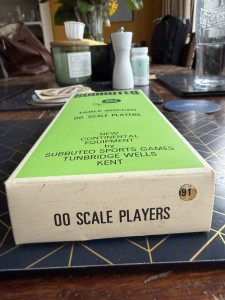 SUBBUTEO
TABLE SOCCER
00 SCALE PLAYERS
NEW
CONTINENTAL
EQUIPMENT
by
SUBBUTEO SPORTS GAMES
TUNBRIDGE WELLS
KENT
91
00 SCALE PLAYERS